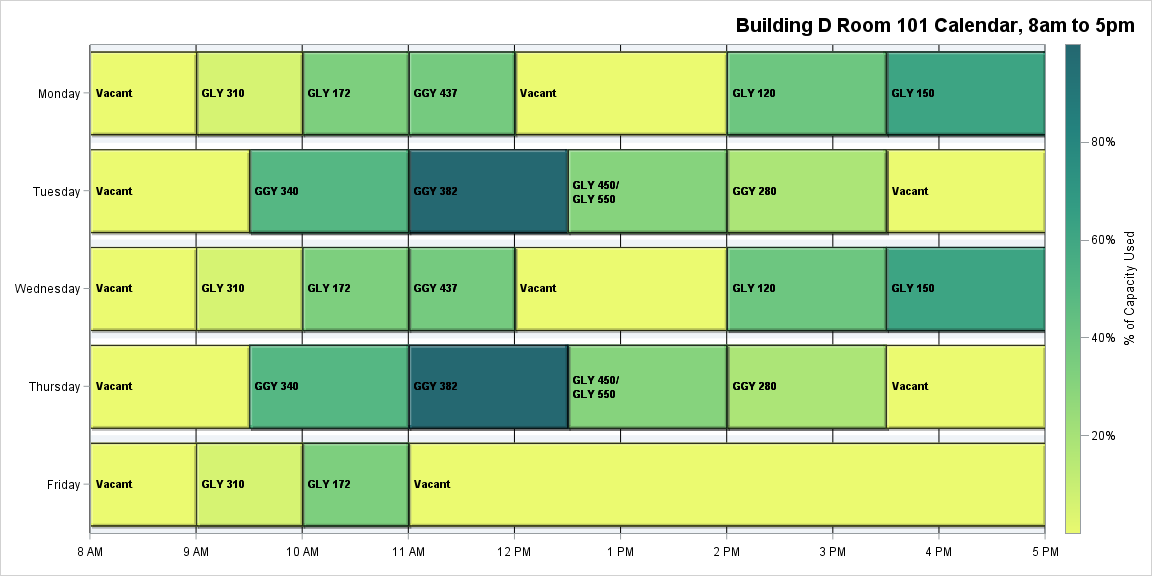 Building D Room 101 Calendar, 8am to 5pm
Monday
Vacant
GLY 310
GLY 172
GGY 437
Vacant
GLY 120
GLY 150
Tuesday
Vacant
GGY 340
GGY 382
GLY 450/
GLY 550
GGY 280
Vacant
Wednesday
Vacant
GLY 310
GLY 172
GGY 437
Vacant
GLY 120
GLY 150
Thursday
Vacant
GGY 340
GGY 382
GLY 450/
GLY 550
GGY 280
Vacant
Friday
Vacant
GLY 310
GLY 172
Vacant
8 AM
9 AM
10 AM
11 AM
12 PM
1 PM
2 PM
3 PM
4 PM
5 PM
80%
60%
40%
20%
% of Capacity Used